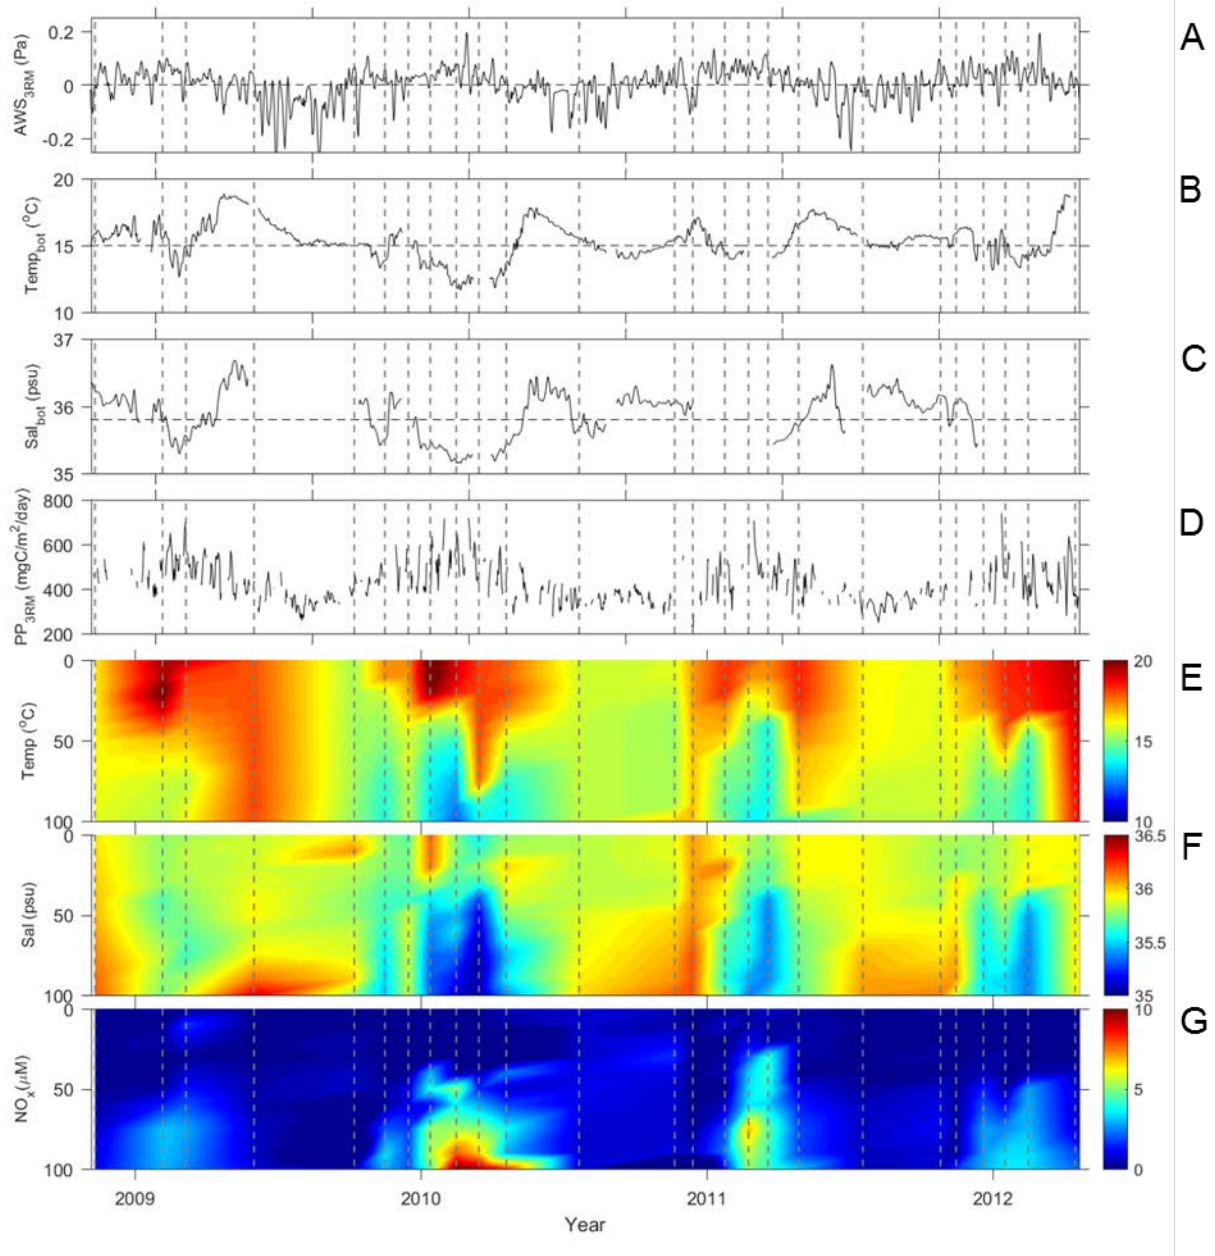 0.2
0
-0.2
AWS3RM (Pa)
A
20
15
10
Tempbot (oC)
B
37
36
35
Salbot (psu)
C
800
600
400
200
PP3RM (mgC/m2/day)
D
0
50
100
Temp (oC)
20
15
10
E
0
50
100
Sal (psu)
36.5
36
35.5
35
F
0
50
100
NOx(μM)
10
5
0
G
2009 2010 2011 2012
Year